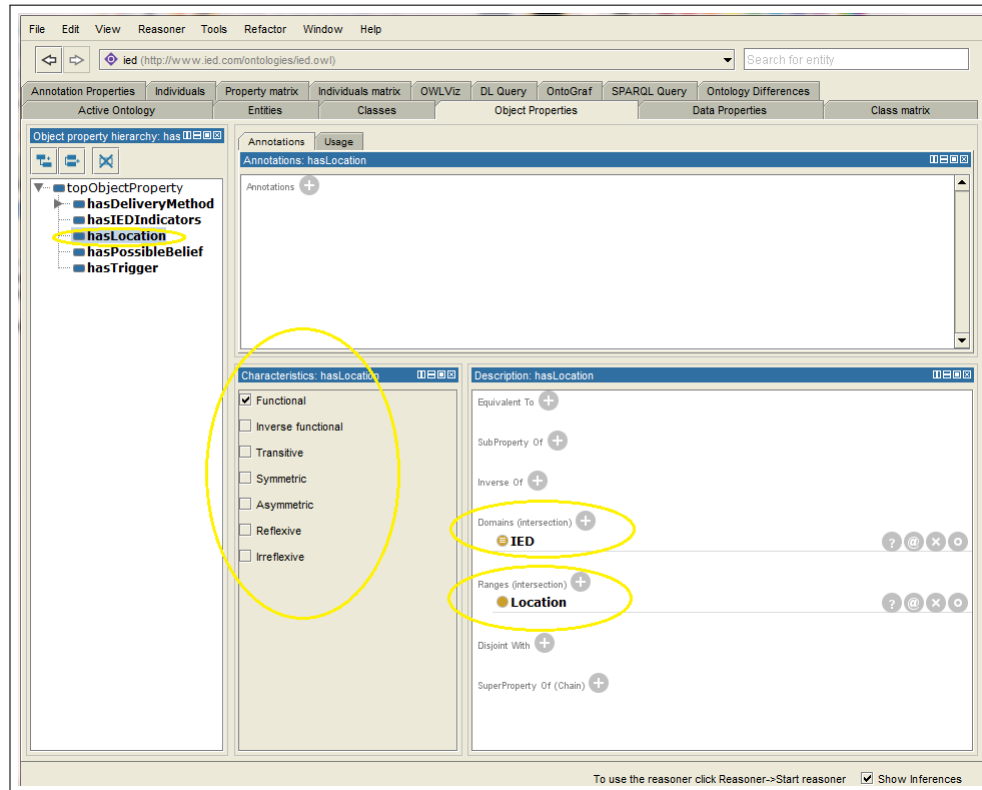 File Edit View Reasoner Tools Refactor Window Help
ied (http://www.ied.com/ontologies/ied.owl)
Search for entity
Annotation Properties Individuals Property matrix Individuals matrix OWLViz DL Query OntoGraf SPARQL Query Ontology Differences
Active Ontology Entities Classes Object Properties Data Properties Class matrix
Object property hierarchy: has
topObjectProperty
hasDeliveryMethod
hasIEDIndicators
hasLocation
hasPossibleBelief
hasTrigger
Annotations Usage
Annotations: hasLocation
Annotations
Characteristics: hasLocation
Functional
Inverse functional
Transitive
Symmetric
Asymmetric
Reflexive
Irreflexive
Description: hasLocation
Equivalent To
SubProperty Of
Inverse Of
Domains (intersection)
IED
Ranges (intersection)
Location
Disjoint With
SuperProperty Of (Chain)
To use the reasoner click Reasoner->Start reasoner Show Inferences